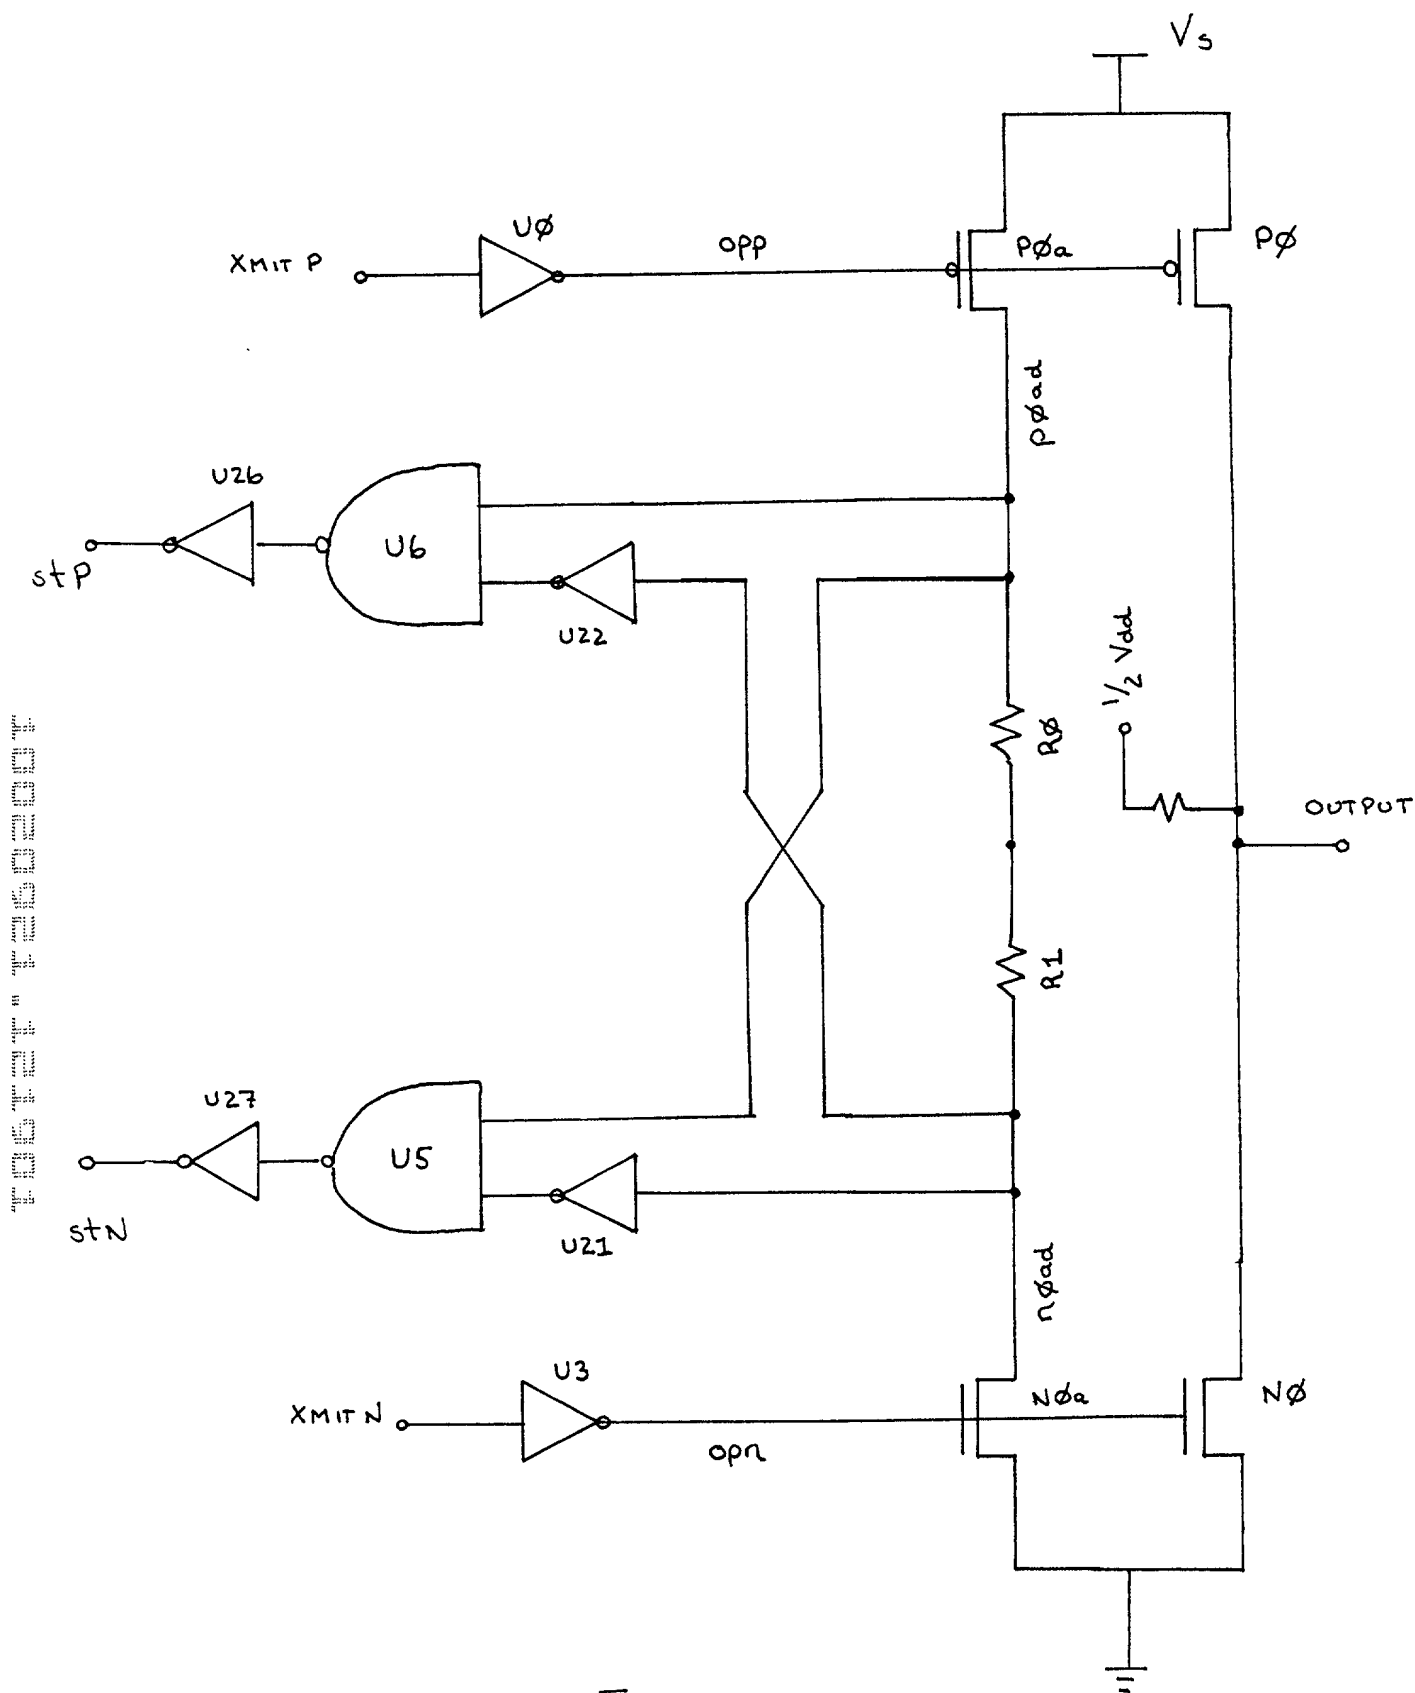 Vs
UØ
XMIT P
opp
PØa
PØ
pØad
U26
U6
stP
U22
1/2 Vdd
RØ
OUTPUT
R1
U27
U5
stN
U21
nØad
U3
XMIT N
opn
NØa
NØ